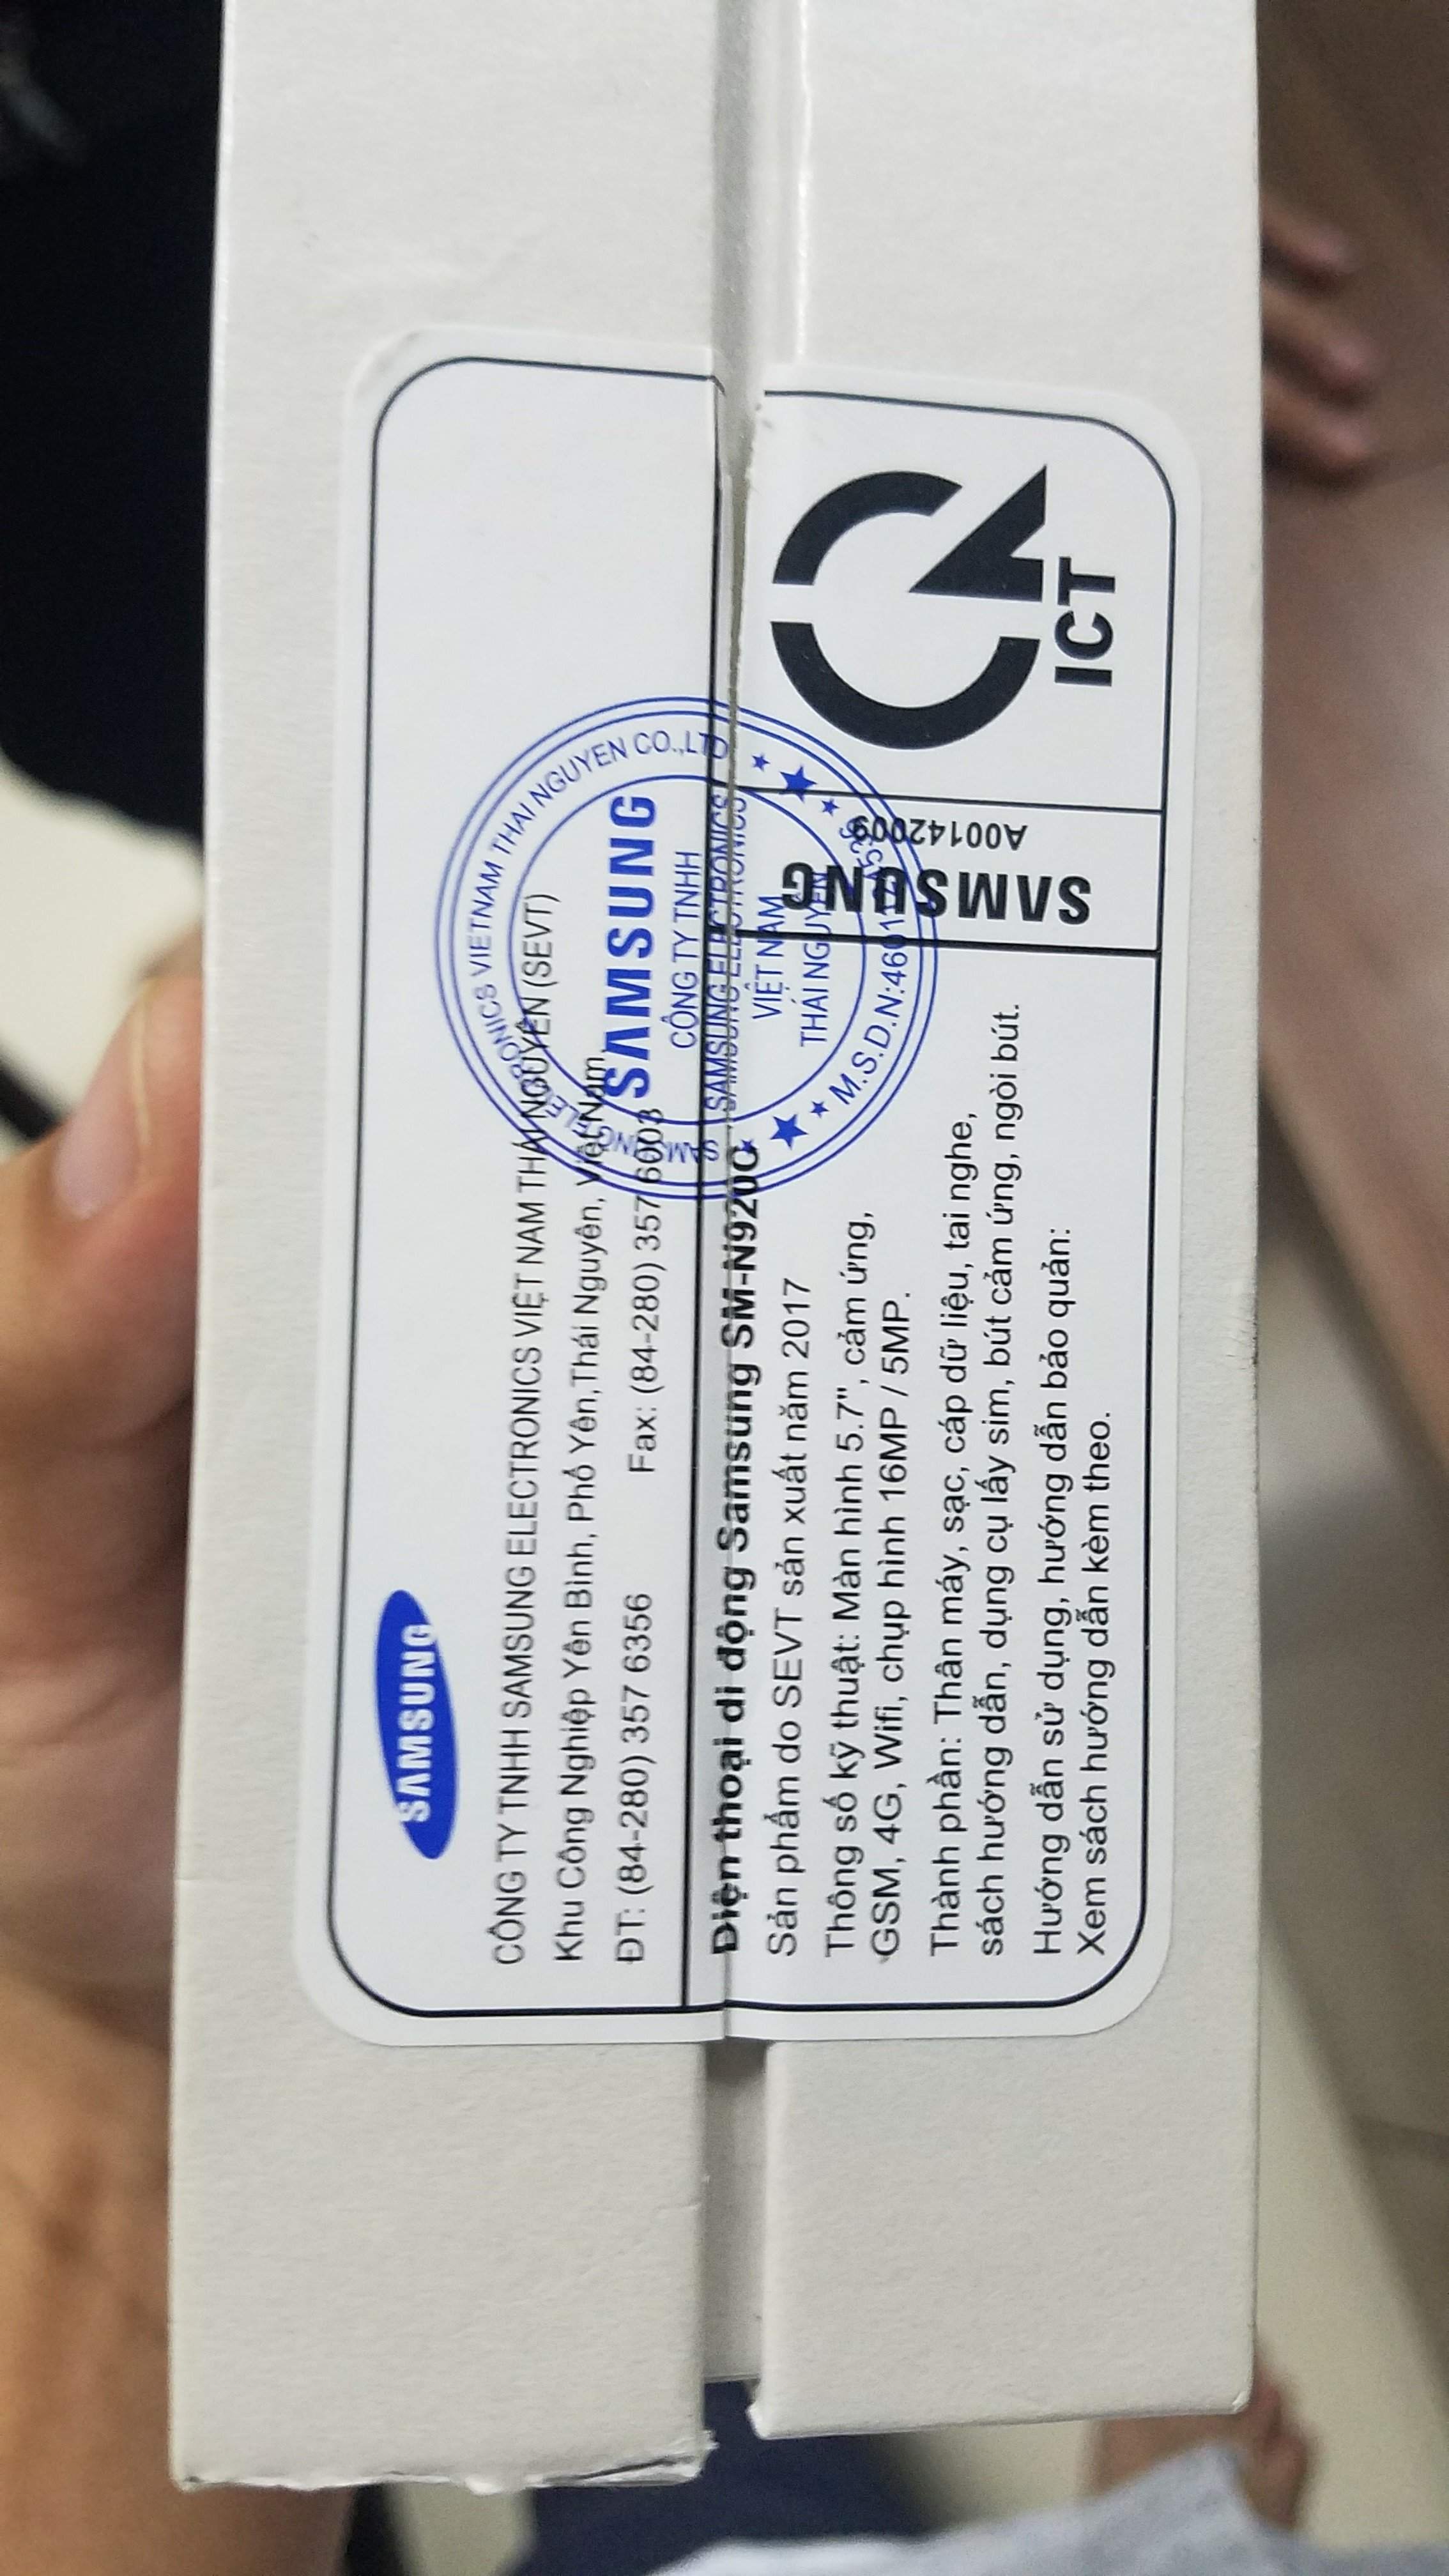 SAMSUNG
CÔNG TY TNHH SAMSUNG ELECTRONICS VIỆT NAM THÁI NGUYÊN (SEVT)
Khu Công Nghiệp Yên Bình, Phổ Yên,Thái Nguyên, Việt Nam
ĐT: (84-280) 357 6356 Fax: (84-280) 357 6003
Điện thoại di động Samsung SM-N920C
Sản phẩm do SEVT sản xuất năm 2017
Thông số kỹ thuật: Màn hình 5.7", cảm ứng,
GSM, 4G, Wifi, chụp hình 16MP / 5MP.
Thành phần: Thân máy, sạc, cáp dữ liệu, tai nghe,
sách hướng dẫn, dụng cụ lấy sim, bút cảm ứng, ngòi bút.
Hướng dẫn sử dụng, hướng dẫn bảo quản:
Xem sách hướng dẫn kèm theo.
SAMSUNG ELECTRONICS VIETNAM THAI NGUYEN CO.,LTD
SAMSUNG
CÔNG TY TNHH
SAMSUNG ELECTRONICS
VIỆT NAM
THÁI NGUYÊN
M.S.D.N:
SAMSUNG
A00142009
ICT